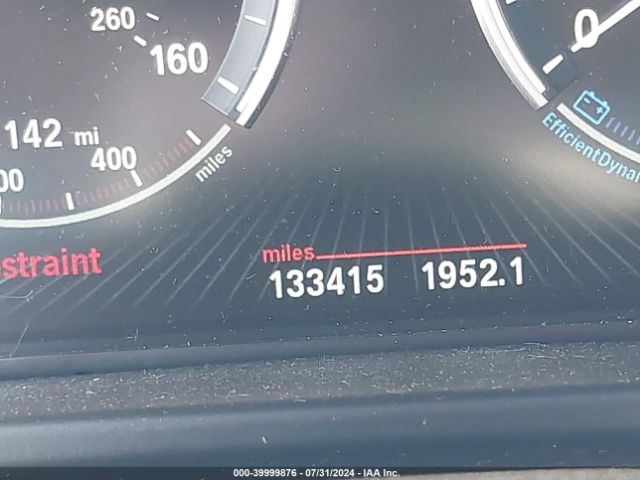 260
160
0
142 mi
400
00
miles
EfficientDyna
straint
miles
133415 1952.1
000-39999876 - 07/31/2024 - IAA Inc.